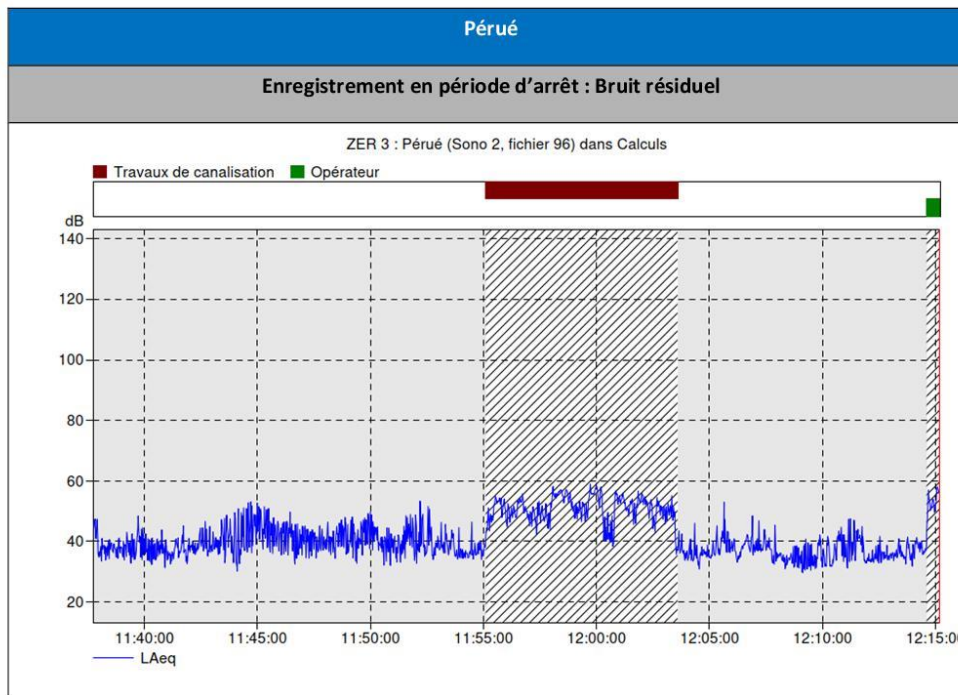 Pérué
Enregistrement en période d’arrêt : Bruit résiduel
ZER 3 : Pérué (Sono 2, fichier 96) dans Calculs
Travaux de canalisation Opérateur
dB
140
120
100
80
60
40
20
11:40:00 11:45:00 11:50:00 11:55:00 12:00:00 12:05:00 12:10:00 12:15:0
LAeq